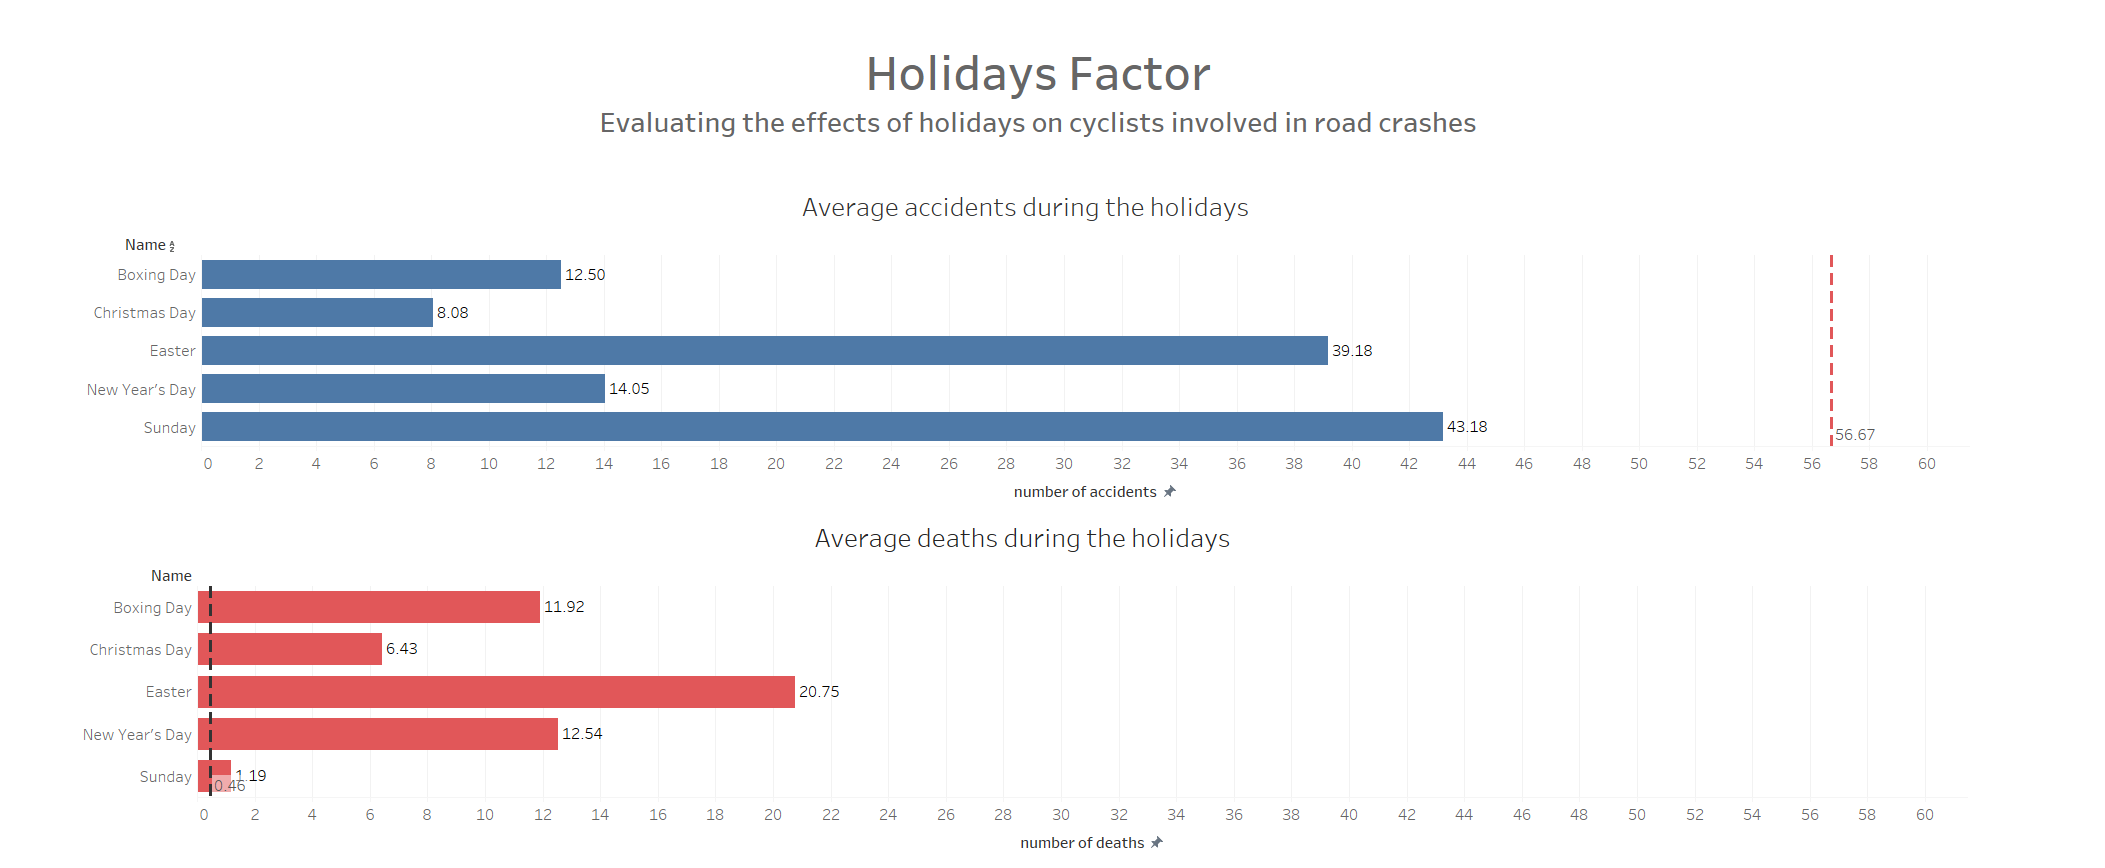 Holidays Factor
Evaluating the effects of holidays on cyclists involved in road crashes
Average accidents during the holidays
Name
Boxing Day 12.50
Christmas Day 8.08
Easter 39.18
New Year's Day 14.05
Sunday 43.18
56.67
0 2 4 6 8 10 12 14 16 18 20 22 24 26 28 30 32 34 36 38 40 42 44 46 48 50 52 54 56 58 60
number of accidents
Average deaths during the holidays
Name
Boxing Day 11.92
Christmas Day 6.43
Easter 20.75
New Year's Day 12.54
Sunday 1.19
0.46
0 2 4 6 8 10 12 14 16 18 20 22 24 26 28 30 32 34 36 38 40 42 44 46 48 50 52 54 56 58 60
number of deaths